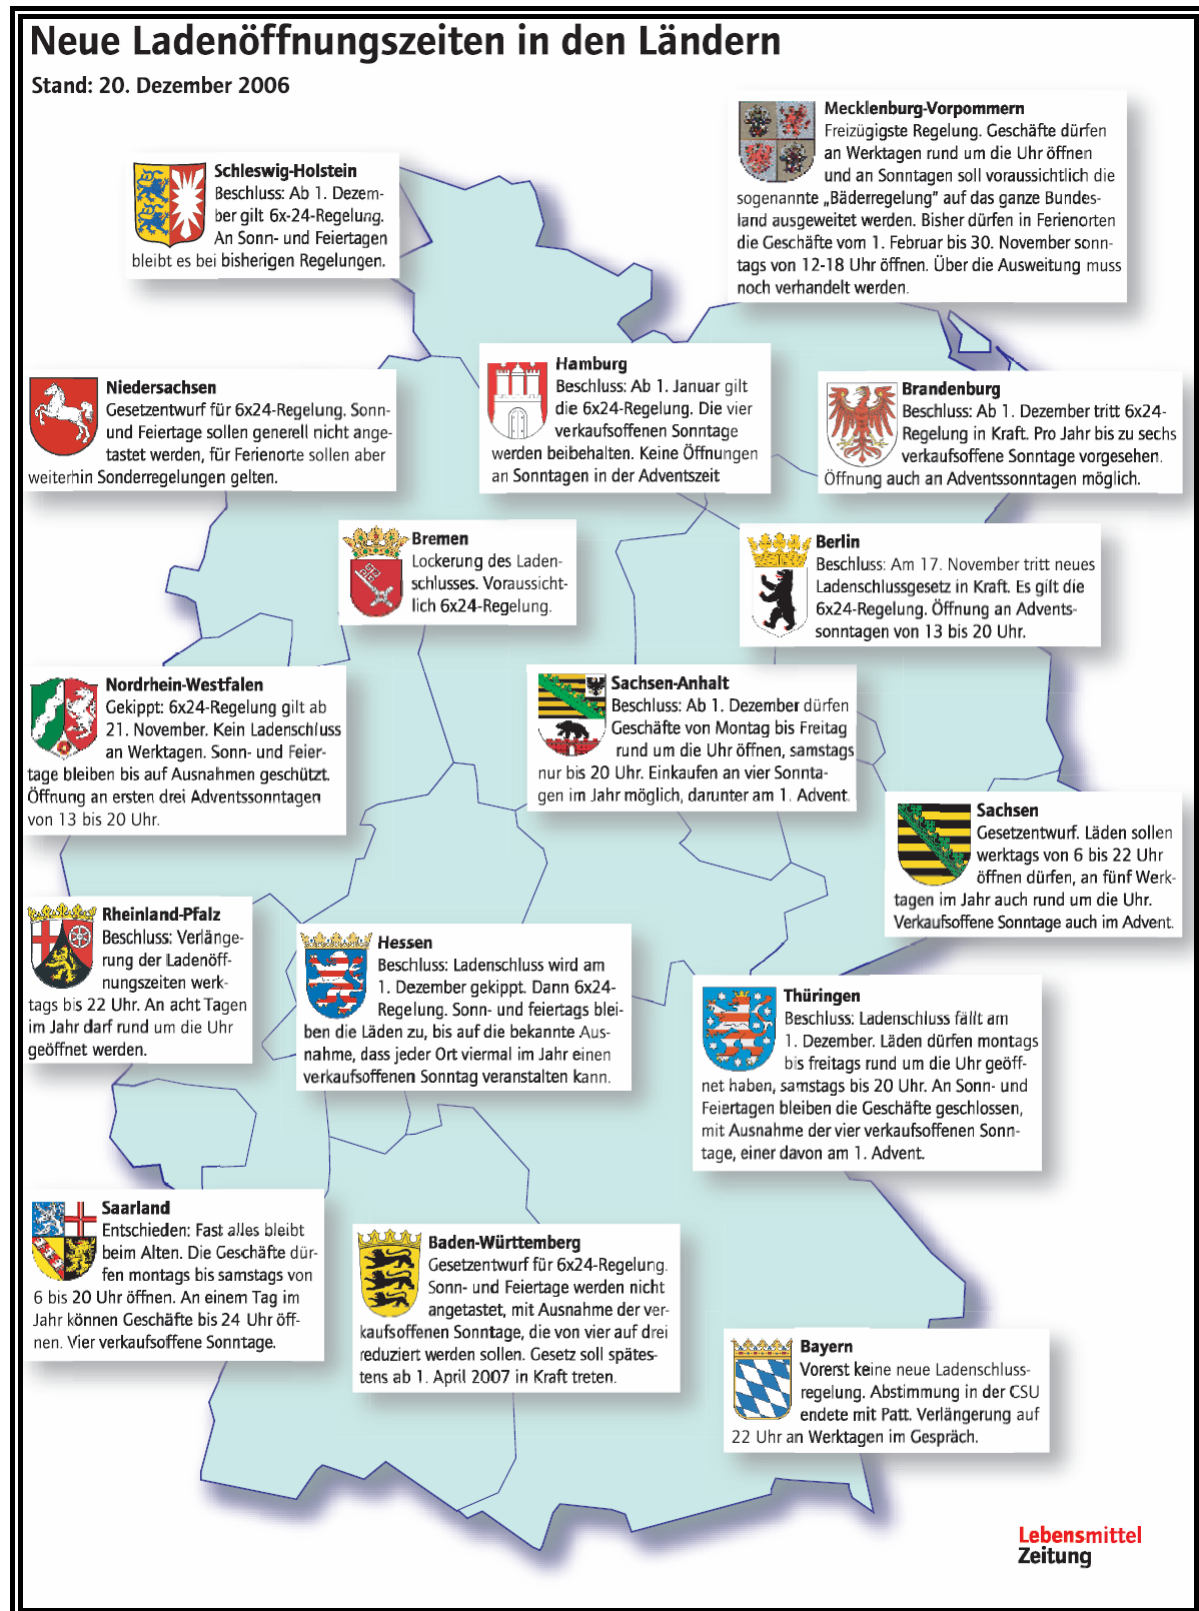 Neue Ladenöffnungszeiten in den Ländern
Stand: 20. Dezember 2006
Mecklenburg-Vorpommern
Freizügigste Regelung. Geschäfte dürfen
an Werktagen rund um die Uhr öffnen
und an Sonntagen soll voraussichtlich die
sogenannte „Bäderregelung" auf das ganze Bundes-
land ausgeweitet werden. Bisher dürfen in Ferienorten
die Geschäfte vom 1. Februar bis 30. November sonn-
tags von 12-18 Uhr öffnen. Über die Ausweitung muss
noch verhandelt werden.
Schleswig-Holstein
Beschluss: Ab 1. Dezem-
ber gilt 6x-24-Regelung.
An Sonn- und Feiertagen
bleibt es bei bisherigen Regelungen.
Niedersachsen
Gesetzentwurf für 6x24-Regelung. Sonn-
und Feiertage sollen generell nicht ange-
tastet werden, für Ferienorte sollen aber
weiterhin Sonderregelungen gelten.
Hamburg
Beschluss: Ab 1. Januar gilt
die 6x24-Regelung. Die vier
verkaufsoffenen Sonntage
werden beibehalten. Keine Öffnungen
an Sonntagen in der Adventszeit
Brandenburg
Beschluss: Ab 1. Dezember tritt 6x24-
Regelung in Kraft. Pro Jahr bis zu sechs
verkaufsoffene Sonntage vorgesehen.
Öffnung auch an Adventssonntagen möglich.
Bremen
Lockerung des Laden-
schlusses. Voraussicht-
lich 6x24-Regelung.
Berlin
Beschluss: Am 17. November tritt neues
Ladenschlussgesetz in Kraft. Es gilt die
6x24-Regelung. Öffnung an Advents-
sonntagen von 13 bis 20 Uhr.
Nordrhein-Westfalen
Gekippt: 6x24-Regelung gilt ab
21. November. Kein Ladenschluss
an Werktagen. Sonn- und Feier-
tage bleiben bis auf Ausnahmen geschützt.
Öffnung an ersten drei Adventssonntagen
von 13 bis 20 Uhr.
Sachsen-Anhalt
Beschluss: Ab 1. Dezember dürfen
Geschäfte von Montag bis Freitag
rund um die Uhr öffnen, samstags
nur bis 20 Uhr. Einkaufen an vier Sonnta-
gen im Jahr möglich, darunter am 1. Advent.
Sachsen
Gesetzentwurf. Läden sollen
werktags von 6 bis 22 Uhr
öffnen dürfen, an fünf Werk-
tagen im Jahr auch rund um die Uhr.
Verkaufsoffene Sonntage auch im Advent.
Rheinland-Pfalz
Beschluss: Verlänge-
rung der Ladenöff-
nungszeiten werk-
tags bis 22 Uhr. An acht Tagen
im Jahr darf rund um die Uhr
geöffnet werden.
Hessen
Beschluss: Ladenschluss wird am
1. Dezember gekippt. Dann 6x24-
Regelung. Sonn- und feiertags blei-
ben die Läden zu, bis auf die bekannte Aus-
nahme, dass jeder Ort viermal im Jahr einen
verkaufsoffenen Sonntag veranstalten kann.
Thüringen
Beschluss: Ladenschluss fällt am
1. Dezember. Läden dürfen montags
bis freitags rund um die Uhr geöff-
net haben, samstags bis 20 Uhr. An Sonn- und
Feiertagen bleiben die Geschäfte geschlossen,
mit Ausnahme der vier verkaufsoffenen Sonn-
tage, einer davon am 1. Advent.
Saarland
Entschieden: Fast alles bleibt
beim Alten. Die Geschäfte dür-
fen montags bis samstags von
6 bis 20 Uhr öffnen. An einem Tag im
Jahr können Geschäfte bis 24 Uhr öff-
nen. Vier verkaufsoffene Sonntage.
Baden-Württemberg
Gesetzentwurf für 6x24-Regelung.
Sonn- und Feiertage werden nicht
angetastet, mit Ausnahme der ver-
kaufsoffenen Sonntage, die von vier auf drei
reduziert werden sollen. Gesetz soll spätes-
tens ab 1. April 2007 in Kraft treten.
Bayern
Vorerst keine neue Ladenschluss-
regelung. Abstimmung in der CSU
endete mit Patt. Verlängerung auf
22 Uhr an Werktagen im Gespräch.
Lebensmittel
Zeitung